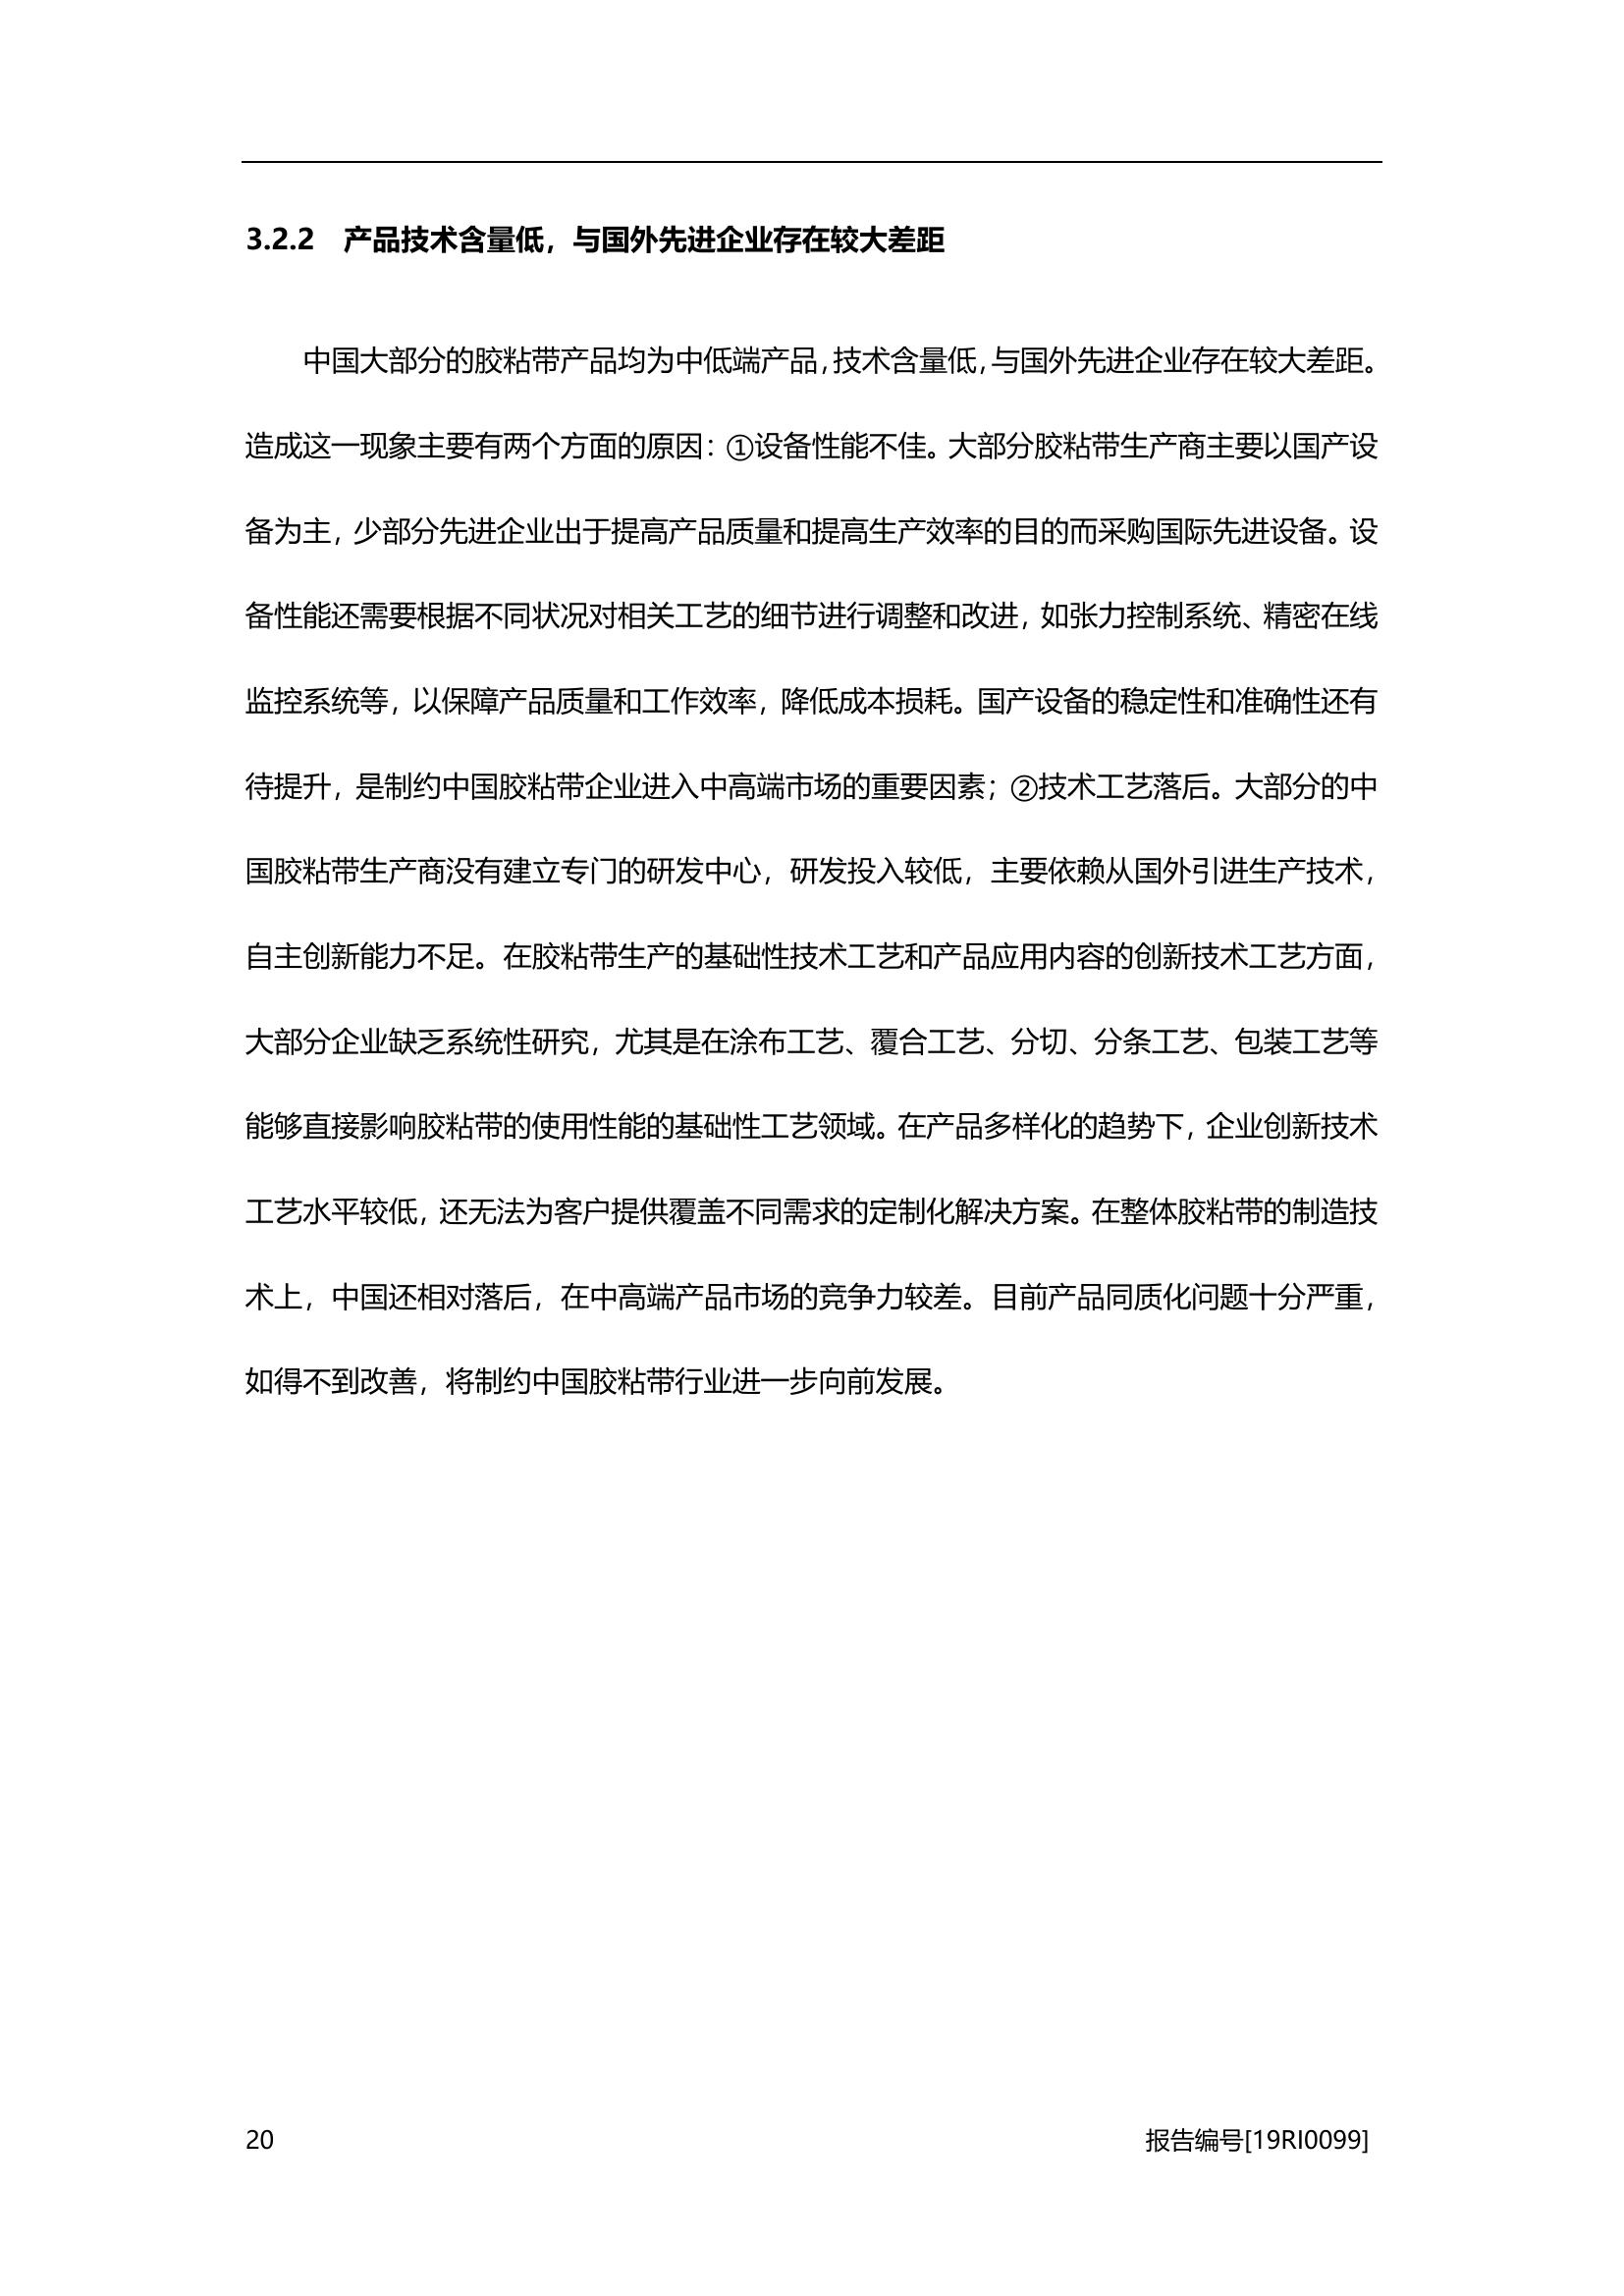 3.2.2 产品技术含量低，与国外先进企业存在较大差距
中国大部分的胶粘带产品均为中低端产品，技术含量低，与国外先进企业存在较大差距。
造成这一现象主要有两个方面的原因：①设备性能不佳。大部分胶粘带生产商主要以国产设
备为主，少部分先进企业出于提高产品质量和提高生产效率的目的而采购国际先进设备。设
备性能还需要根据不同状况对相关工艺的细节进行调整和改进，如张力控制系统、精密在线
监控系统等，以保障产品质量和工作效率，降低成本损耗。国产设备的稳定性和准确性还有
待提升，是制约中国胶粘带企业进入中高端市场的重要因素；②技术工艺落后。大部分的中
国胶粘带生产商没有建立专门的研发中心，研发投入较低，主要依赖从国外引进生产技术，
自主创新能力不足。在胶粘带生产的基础性技术工艺和产品应用内容的创新技术工艺方面，
大部分企业缺乏系统性研究，尤其是在涂布工艺、覆合工艺、分切、分条工艺、包装工艺等
能够直接影响胶粘带的使用性能的基础性工艺领域。在产品多样化的趋势下，企业创新技术
工艺水平较低，还无法为客户提供覆盖不同需求的定制化解决方案。在整体胶粘带的制造技
术上，中国还相对落后，在中高端产品市场的竞争力较差。目前产品同质化问题十分严重，
如得不到改善，将制约中国胶粘带行业进一步向前发展。
20 报告编号[19RI0099]